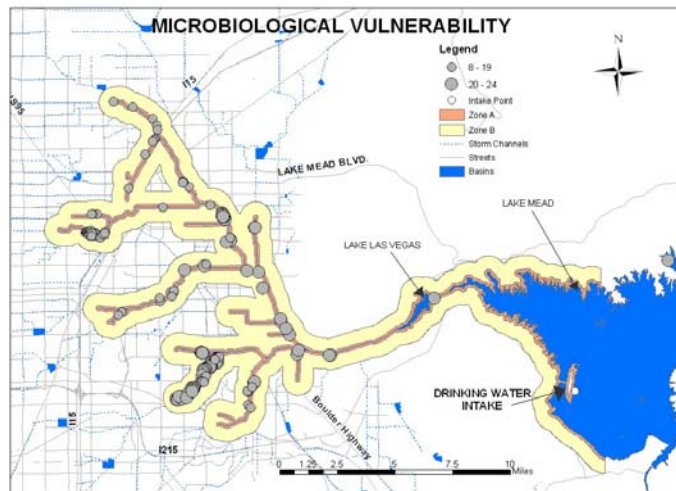 MICROBIOLOGICAL VULNERABILITY
Legend
8 - 19
20 - 24
Intake Point
Zone A
Zone B
Storm Channels
Streets
Basins
N
I15
US95
LAKE MEAD BLVD.
LAKE MEAD
LAKE LAS VEGAS
DRINKING WATER
INTAKE
Boulder Highway
I15
I215
0 1.25 2.5 5 7.5 10
Miles